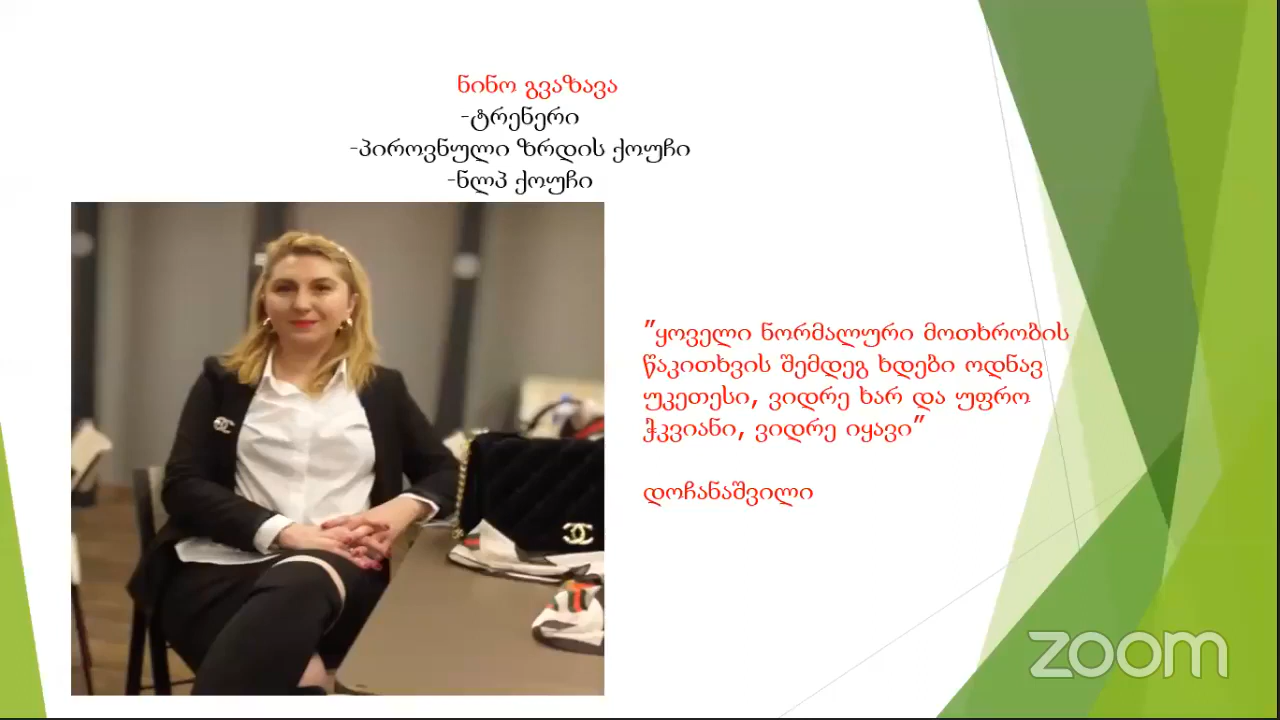 ნინო გვაზავა
-ტრენერი
-პიროვნული ზრდის ქოუჩი
-ნლპ ქოუჩი
"ყოველი ნორმალური მოთხრობის
წაკითხვის შემდეგ ხდები ოდნავ
უკეთესი, ვიდრე ხარ და უფრო
ჭკვიანი, ვიდრე იყავი"
დოჩანაშვილი
zoom